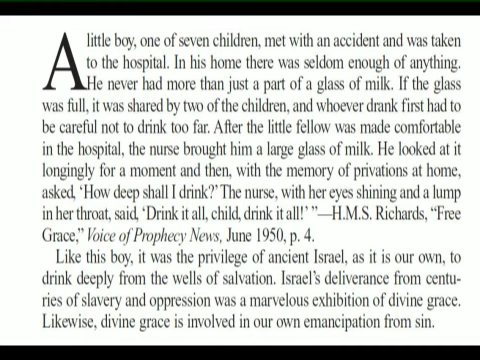 A little boy, one of seven children, met with an accident and was taken
to the hospital. In his home there was seldom enough of anything.
He never had more than just a part of a glass of milk. If the glass
was full, it was shared by two of the children, and whoever drank first had to
be careful not to drink too far. After the little fellow was made comfortable
in the hospital, the nurse brought him a large glass of milk. He looked at it
longingly for a moment and then, with the memory of privations at home,
asked, ‘How deep shall I drink?’ The nurse, with her eyes shining and a lump
in her throat, said, ‘Drink it all, child, drink it all!’ ”—H.M.S. Richards, “Free
Grace,” Voice of Prophecy News, June 1950, p. 4.
Like this boy, it was the privilege of ancient Israel, as it is our own, to
drink deeply from the wells of salvation. Israel’s deliverance from centu-
ries of slavery and oppression was a marvelous exhibition of divine grace.
Likewise, divine grace is involved in our own emancipation from sin.